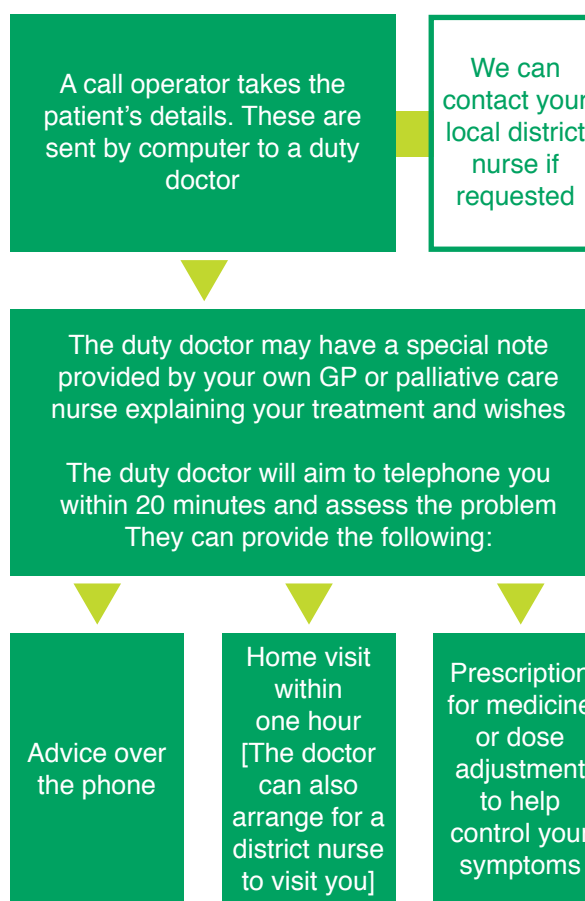 A call operator takes the
patient's details. These are
sent by computer to a duty
doctor
We can
contact your
local district
nurse if
requested
The duty doctor may have a special note
provided by your own GP or palliative care
nurse explaining your treatment and wishes
The duty doctor will aim to telephone you
within 20 minutes and assess the problem
They can provide the following:
Advice over
the phone
Home visit
within
one hour
[The doctor
can also
arrange for a
district nurse
to visit you]
Prescription
for medicine
or dose
adjustment
to help
control your
symptoms